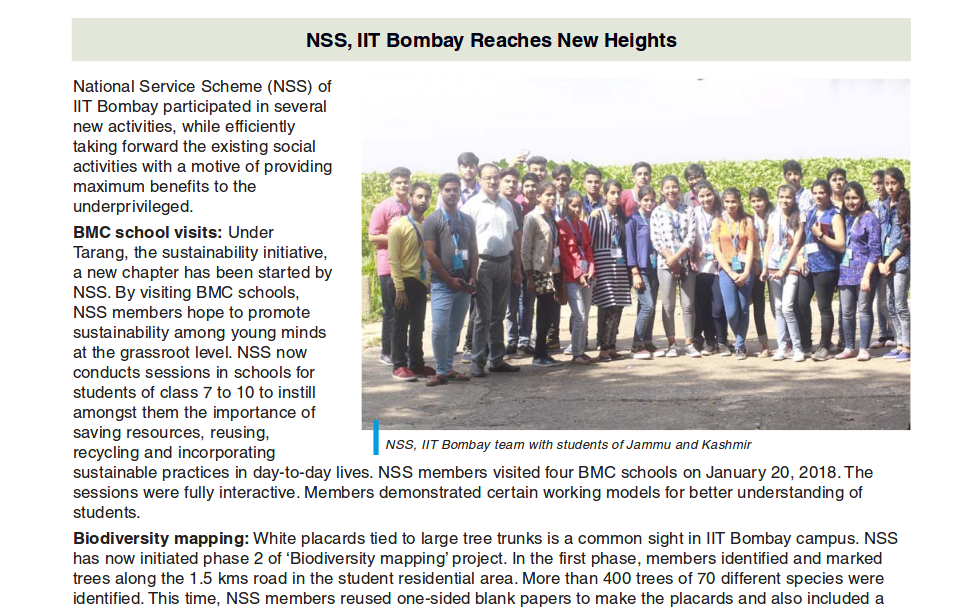 NSS, IIT Bombay Reaches New Heights
National Service Scheme (NSS) of
IIT Bombay participated in several
new activities, while efficiently
taking forward the existing social
activities with a motive of providing
maximum benefits to the
underprivileged.
BMC school visits: Under
Tarang, the sustainability initiative,
a new chapter has been started by
NSS. By visiting BMC schools,
NSS members hope to promote
sustainability among young minds
at the grassroot level. NSS now
conducts sessions in schools for
students of class 7 to 10 to instill
amongst them the importance of
saving resources, reusing,
recycling and incorporating
NSS, IIT Bombay team with students of Jammu and Kashmir
sustainable practices in day-to-day lives. NSS members visited four BMC schools on January 20, 2018. The
sessions were fully interactive. Members demonstrated certain working models for better understanding of
students.
Biodiversity mapping: White placards tied to large tree trunks is a common sight in IIT Bombay campus. NSS
has now initiated phase 2 of ‘Biodiversity mapping’ project. In the first phase, members identified and marked
trees along the 1.5 kms road in the student residential area. More than 400 trees of 70 different species were
identified. This time, NSS members reused one-sided blank papers to make the placards and also included a